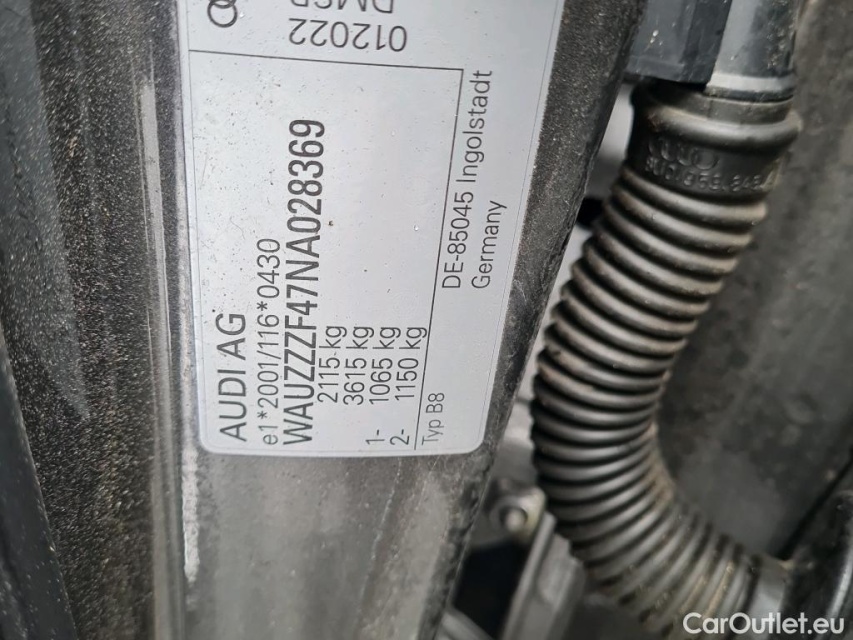 AUDI AG
e1*2001/116*0430
WAUZZZF47NA028369
2115 kg
3615 kg
1- 1065 kg
2- 1150 kg
Typ B8
DE-85045 Ingolstadt
Germany
012022
CarOutlet.eu